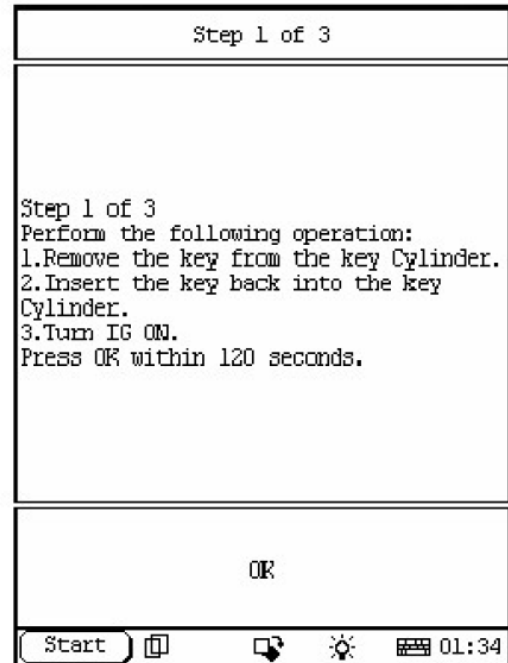 Step 1 of 3
Step 1 of 3
Perform the following operation:
1.Remove the key from the key Cylinder.
2.Insert the key back into the key
Cylinder.
3.Turn IG ON.
Press OK within 120 seconds.
OK
Start 01:34